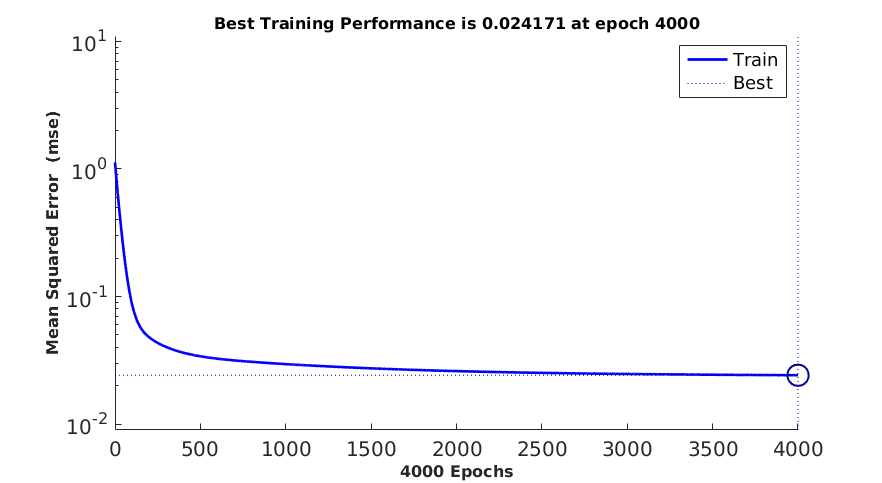 Best Training Performance is 0.024171 at epoch 4000
Train
Best
Mean Squared Error  (mse)
10^1
10^0
10^-1
10^-2
0 500 1000 1500 2000 2500 3000 3500 4000
4000 Epochs